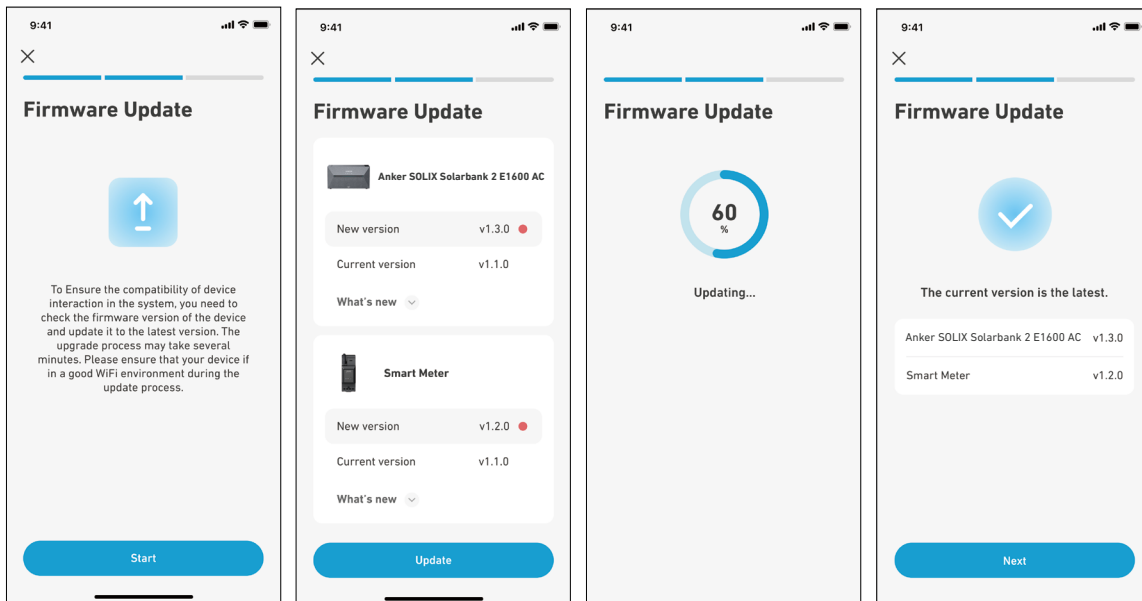 9:41
Firmware Update
To Ensure the compatibility of device
interaction in the system, you need to
check the firmware version of the device
and update it to the latest version. The
upgrade process may take several
minutes. Please ensure that your device if
in a good WiFi environment during the
update process.
Start
9:41
Firmware Update
Anker SOLIX Solarbank 2 E1600 AC
New version v1.3.0
Current version v1.1.0
What's new
Smart Meter
New version v1.2.0
Current version v1.1.0
What's new
Update
9:41
Firmware Update
60
%
Updating...
9:41
Firmware Update
The current version is the latest.
Anker SOLIX Solarbank 2 E1600 AC v1.3.0
Smart Meter v1.2.0
Next